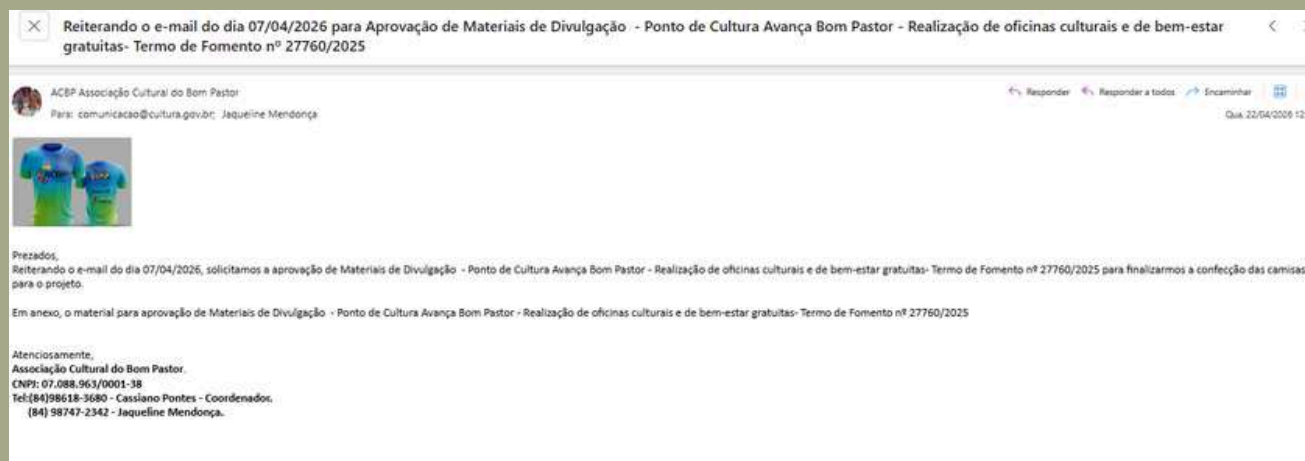 Reiterando o e-mail do dia 07/04/2026 para Aprovação de Materiais de Divulgação - Ponto de Cultura Avança Bom Pastor - Realização de oficinas culturais e de bem-estar
gratuitas- Termo de Fomento nº 27760/2025
ACBP Associação Cultural do Bom Pastor
Responder Responder a todos Encaminhar
Para: comunicacao@cultura.gov.br; Jaqueline Mendonça
Qua, 22/04/2026 12
Prezados,
Reiterando o e-mail do dia 07/04/2026, solicitamos a aprovação de Materiais de Divulgação - Ponto de Cultura Avança Bom Pastor - Realização de oficinas culturais e de bem-estar gratuitas- Termo de Fomento nº 27760/2025 para finalizarmos a confecção das camisas
para o projeto.
Em anexo, o material para aprovação de Materiais de Divulgação - Ponto de Cultura Avança Bom Pastor - Realização de oficinas culturais e de bem-estar gratuitas- Termo de Fomento nº 27760/2025
Atenciosamente,
Associação Cultural do Bom Pastor.
CNPJ: 07.088.963/0001-38
Tel:(84)98618-3680 - Cassiano Pontes - Coordenados.
(84) 98747-2342 - Jaqueline Mendonça.